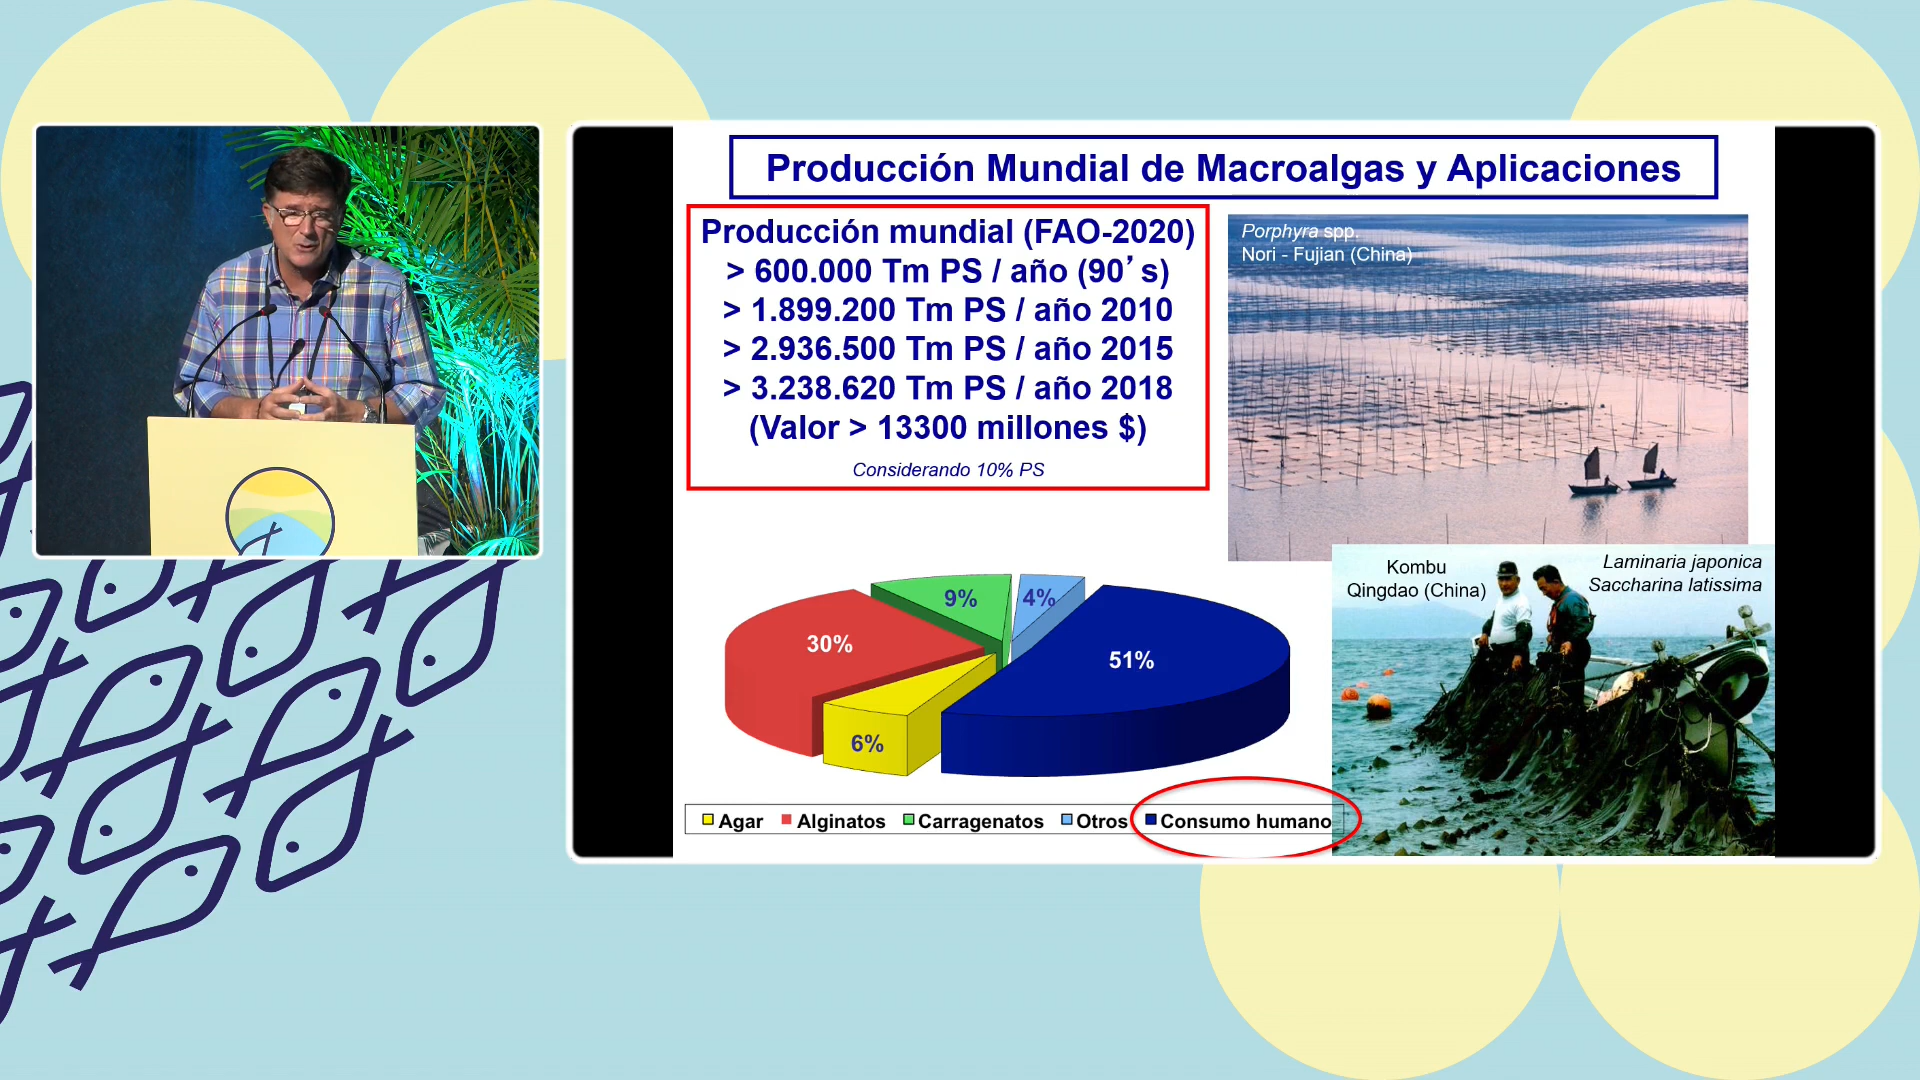 Producción Mundial de Macroalgas y Aplicaciones
Producción mundial (FAO-2020)
> 600.000 Tm PS / año (90’s)
> 1.899.200 Tm PS / año 2010
> 2.936.500 Tm PS / año 2015
> 3.238.620 Tm PS / año 2018
(Valor > 13300 millones $)
Considerando 10% PS
Porphyra spp.
Nori - Fujian (China)
Kombu
Qingdao (China)
Laminaria japonica
Saccharina latissima
9%
4%
30%
51%
6%
Agar
Alginatos
Carragenatos
Otros
Consumo humano